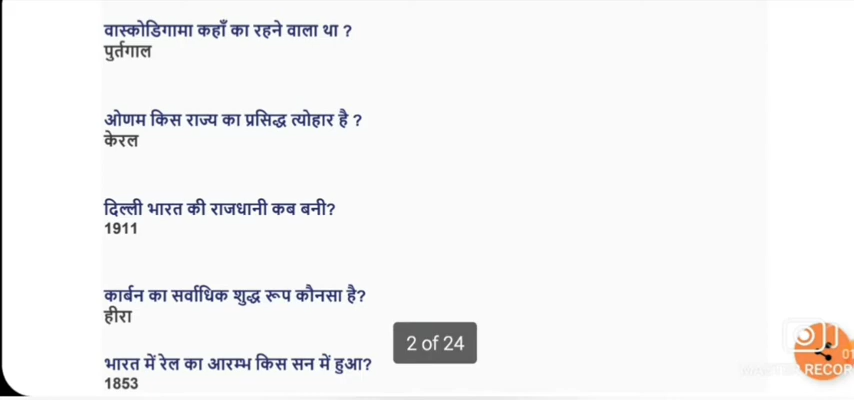 वास्कोडिगामा कहाँ का रहने वाला था ?
पुर्तगाल
ओणम किस राज्य का प्रसिद्ध त्योहार है ?
केरल
दिल्ली भारत की राजधानी कब बनी?
1911
कार्बन का सर्वाधिक शुद्ध रूप कौनसा है?
हीरा
2 of 24
भारत में रेल का आरम्भ किस सन में हुआ?
1853